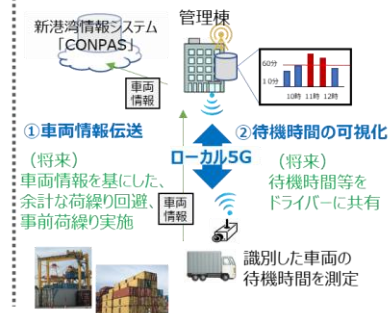 新港湾情報システム
「CONPAS」
管理棟
車両
情報
60分
10分
10時 11時 12時
①車両情報伝送
②待機時間の可視化
ローカル5G
(将来)
車両情報を基にした、
余計な荷繰り回避、
事前荷繰り実施
(将来)
待機時間等を
ドライバーに共有
車両
情報
識別した車両の
待機時間を測定